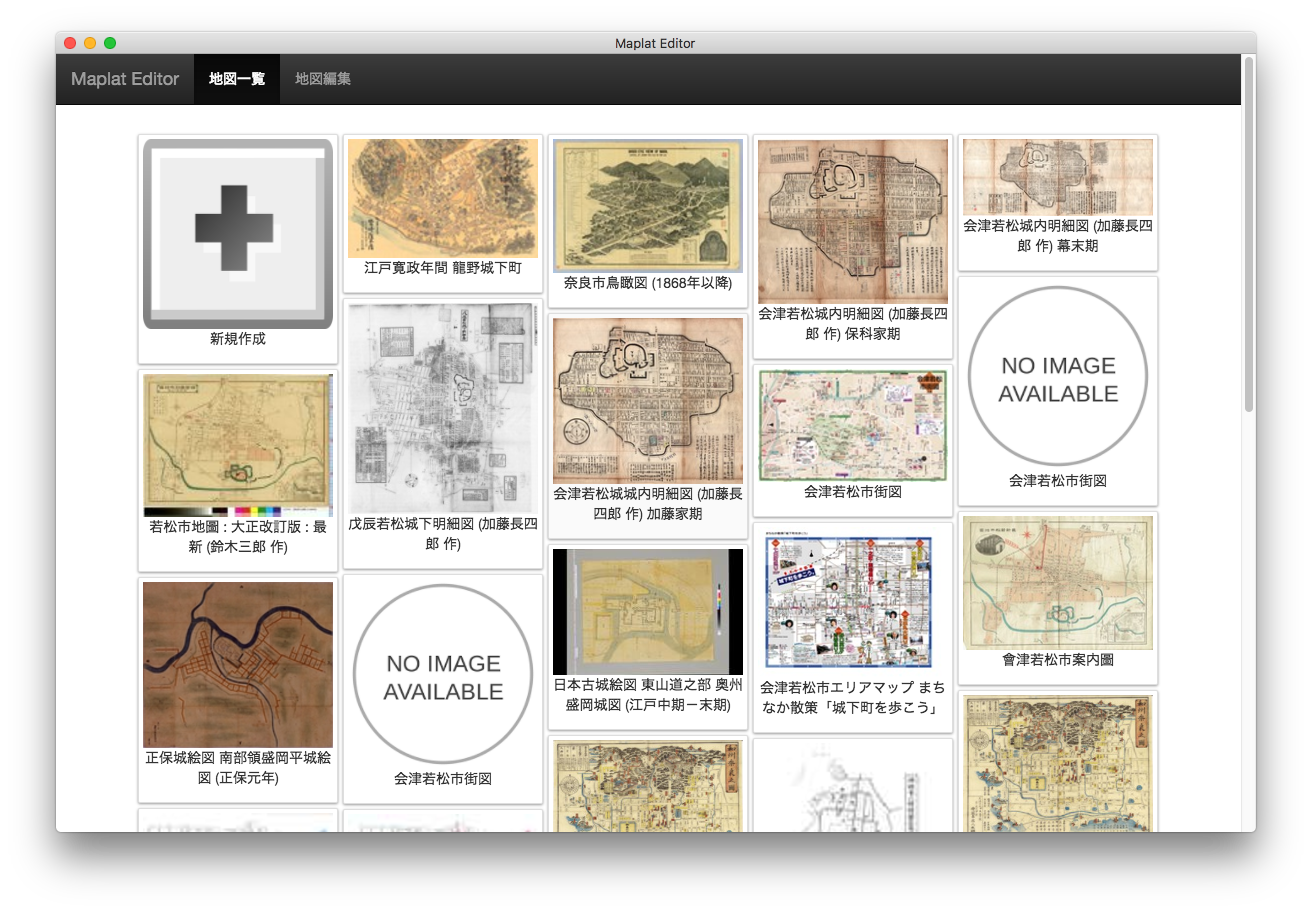 Maplat Editor
Maplat Editor
地図一覧
地図編集
新規作成
若松市地圖 : 大正改訂版 : 最
新 (鈴木三郎 作)
正保城絵図 南部領盛岡平城絵
図 (正保元年)
江戸寛政年間 龍野城下町
戊辰若松城下明細図 (加藤長四
郎 作)
NO IMAGE
AVAILABLE
会津若松市街図
奈良市鳥瞰図 (1868年以降)
会津若松城城内明細図 (加藤長
四郎 作) 加藤家期
日本古城絵図 東山道之部 奥州
盛岡城図 (江戸中期－末期)
会津若松城内明細図 (加藤長四
郎 作) 保科家期
会津若松市街図
会津若松市エリアマップ まち
なか散策「城下町を歩こう」
会津若松城内明細図 (加藤長四
郎 作) 幕末期
NO IMAGE
AVAILABLE
会津若松市街図
會津若松市案内圖